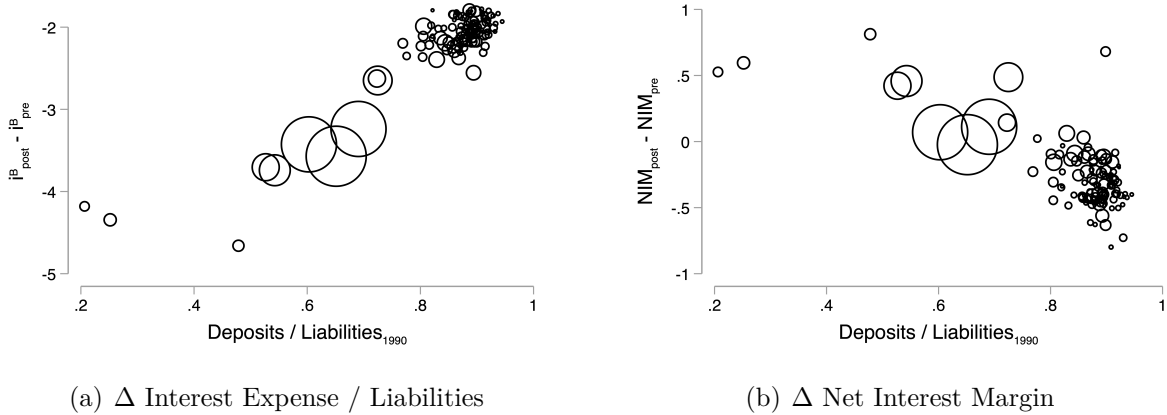 -2
-3
-4
-5
i^B_post - i^B_pre
.2 .4 .6 .8 1
Deposits / Liabilities_1990
(a) Δ Interest Expense / Liabilities
1
.5
0
-.5
-1
NIM_post - NIM_pre
.2 .4 .6 .8 1
Deposits / Liabilities_1990
(b) Δ Net Interest Margin